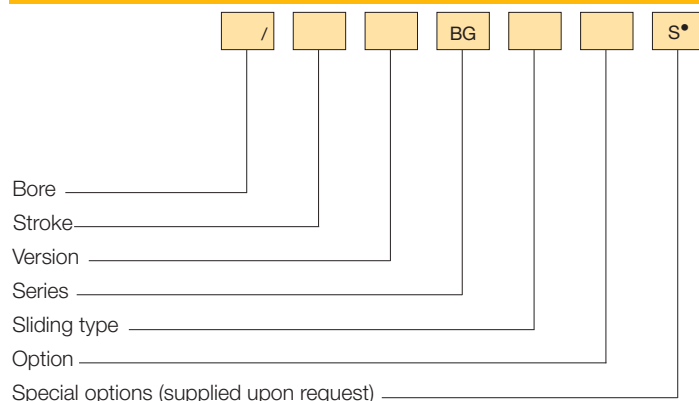 / BG S•
Bore
Stroke
Version
Series
Sliding type
Option
Special options (supplied upon request)